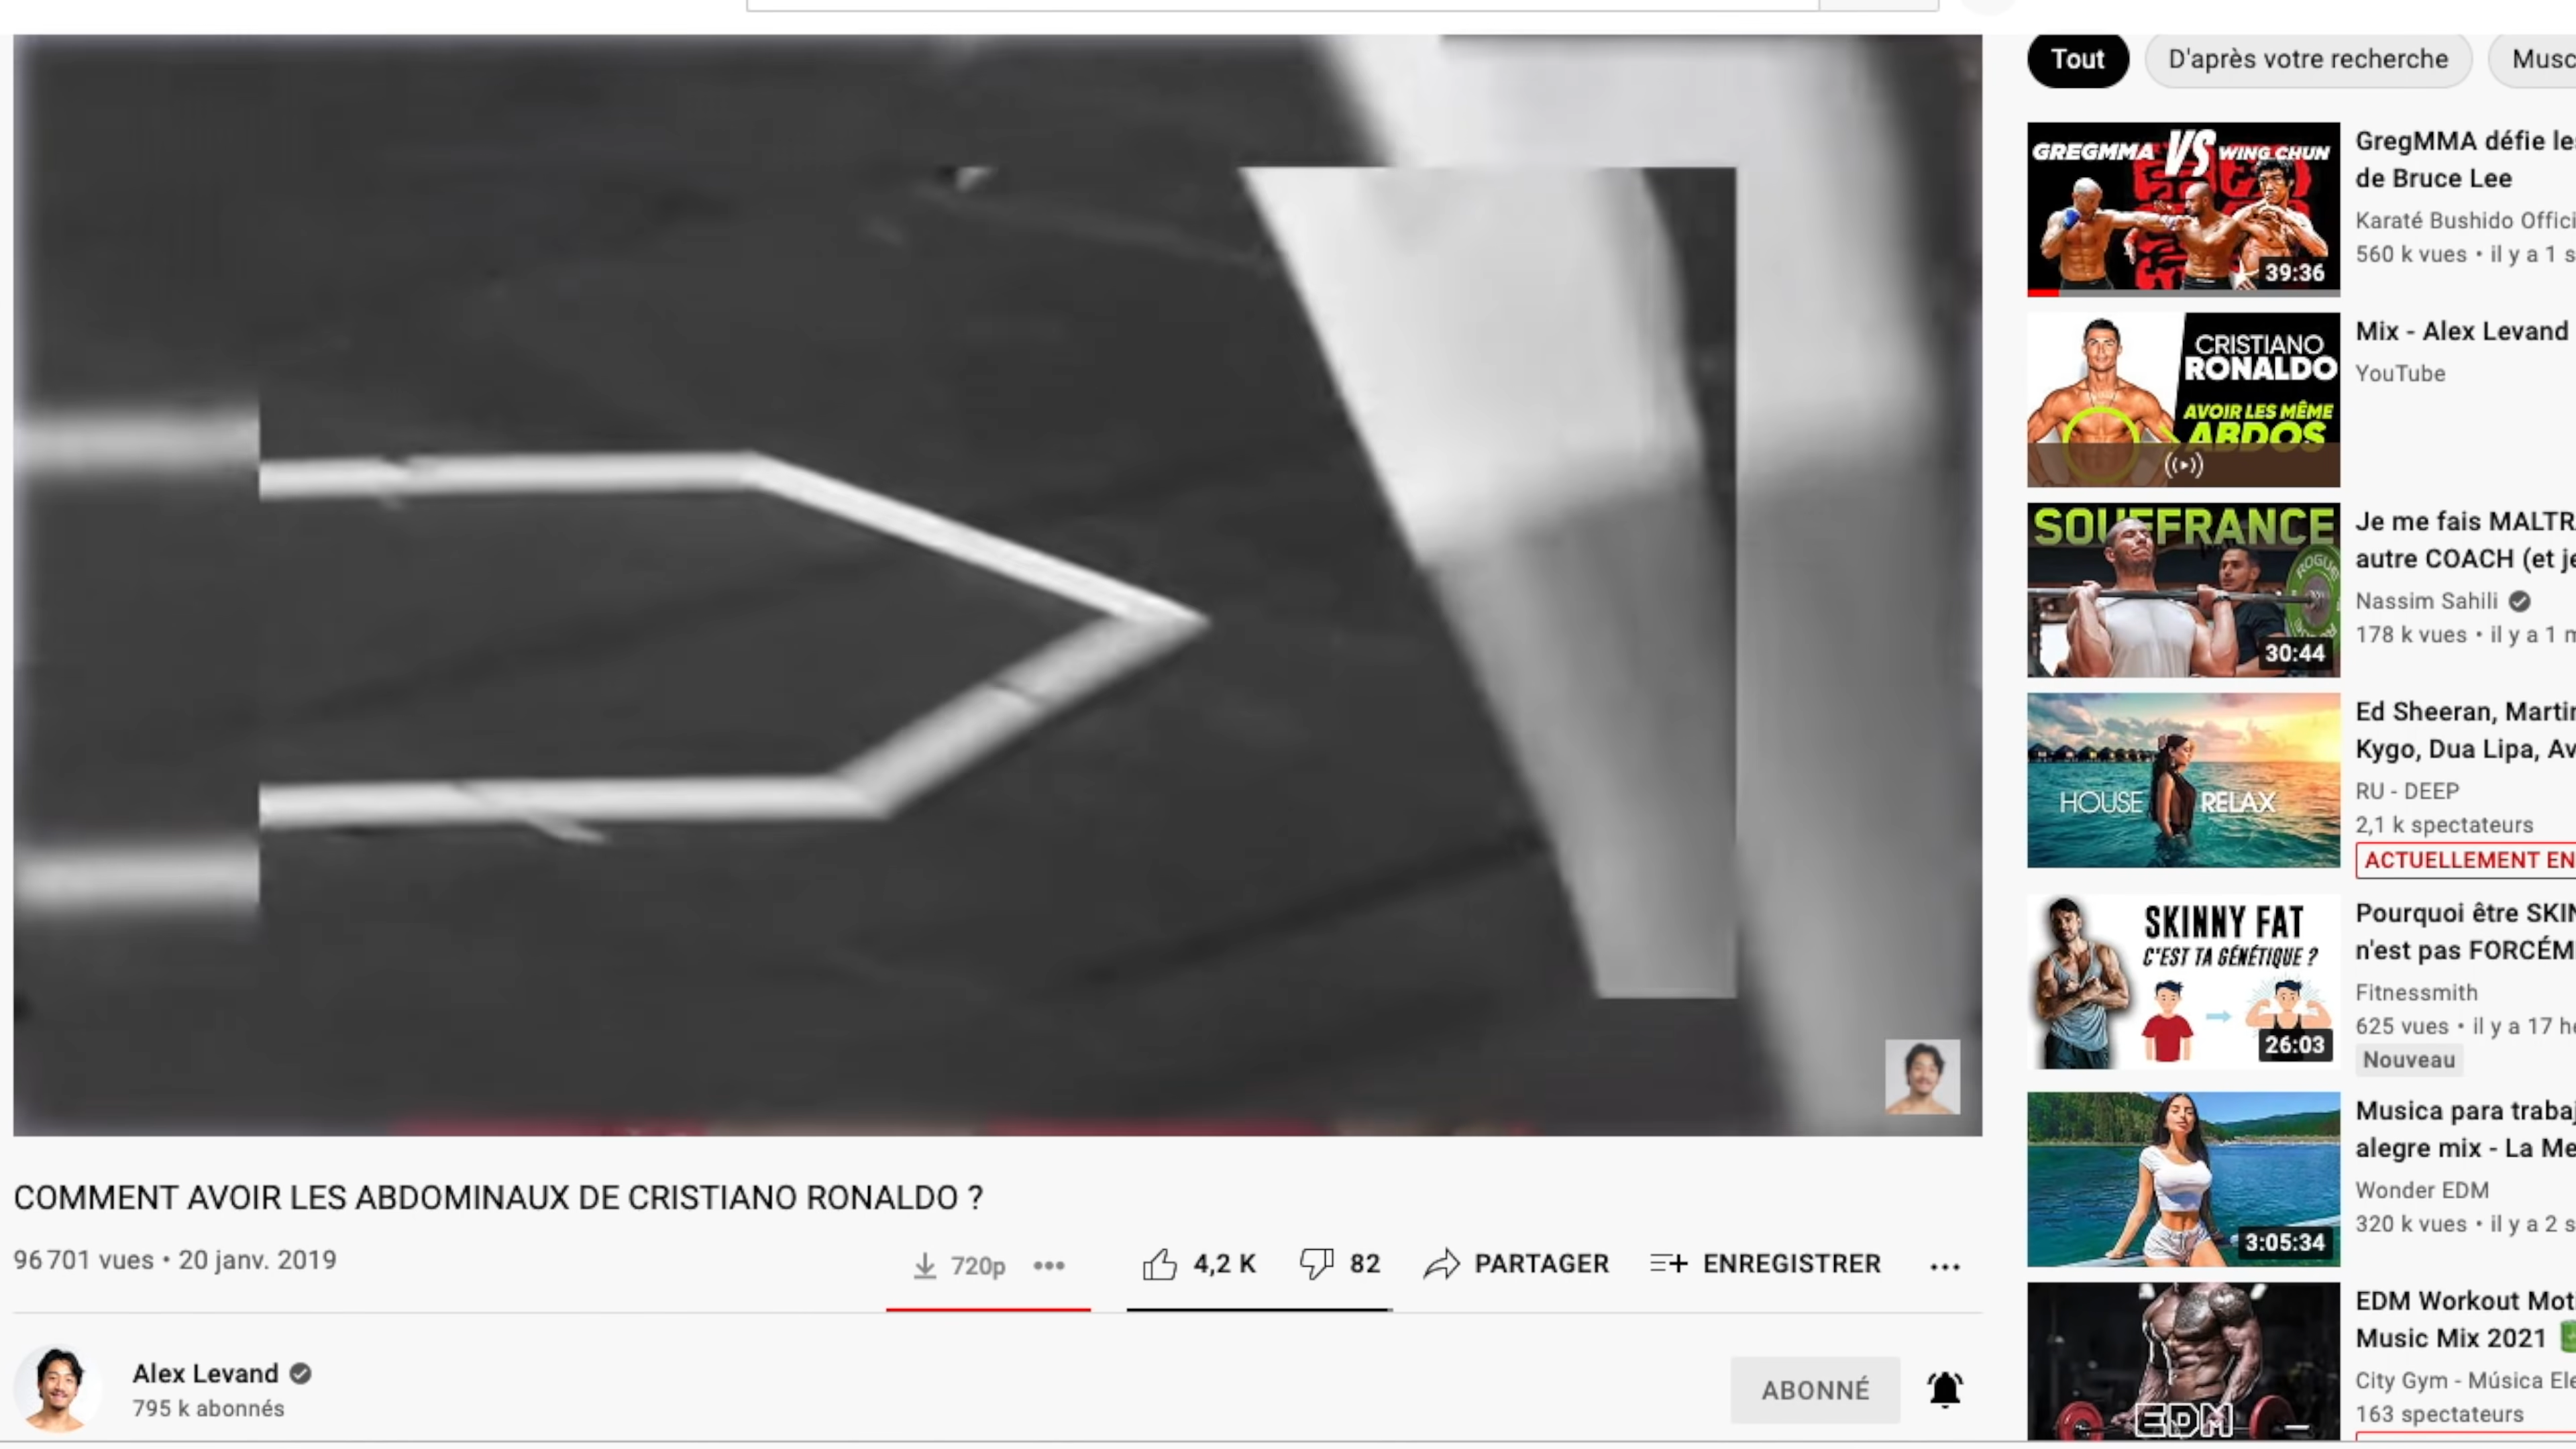 Tout
D'après votre recherche
Musc
GREGMMA VS WING CHUN
39:36
GregMMA défie les
de Bruce Lee
Karaté Bushido Offici
560 k vues • il y a 1 s
CRISTIANO
RONALDO
AVOIR LES MÊME
ABDOS
Mix - Alex Levand
YouTube
SOUFFRANCE
ROGUE
30:44
Je me fais MALTR
autre COACH (et je
Nassim Sahili
178 k vues • il y a 1 m
HOUSE RELAX
Ed Sheeran, Martin
Kygo, Dua Lipa, Av
RU - DEEP
2,1 k spectateurs
ACTUELLEMENT EN
SKINNY FAT
C'EST TA GÉNÉTIQUE ?
26:03
Pourquoi être SKIN
n'est pas FORCÉM
Fitnessmith
625 vues • il y a 17 he
Nouveau
3:05:34
Musica para trabaj
alegre mix - La Me
Wonder EDM
320 k vues • il y a 2 s
EDM
EDM Workout Moti
Music Mix 2021
City Gym - Música Ele
163 spectateurs
COMMENT AVOIR LES ABDOMINAUX DE CRISTIANO RONALDO ?
96 701 vues • 20 janv. 2019
720p
4,2 K
82
PARTAGER
ENREGISTRER
Alex Levand
795 k abonnés
ABONNÉ